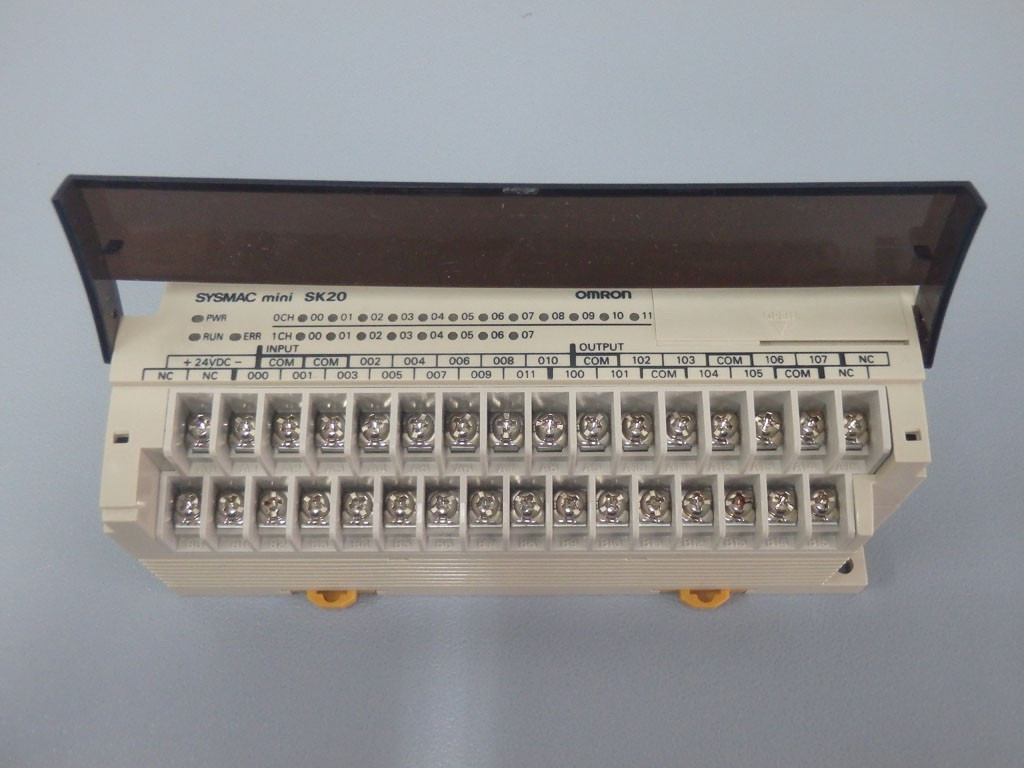 SYSMAC mini SK20 OMRON
PWR 0CH 00 01 02 03 04 05 06 07 08 09 10 11
RUN ERR 1CH 00 01 02 03 04 05 06 07
INPUT OUTPUT
+ 24VDC - COM COM 002 004 006 008 010 COM 102 103 COM 106 107 NC
NC NC 000 001 003 005 007 009 011 100 101 COM 104 105 COM NC